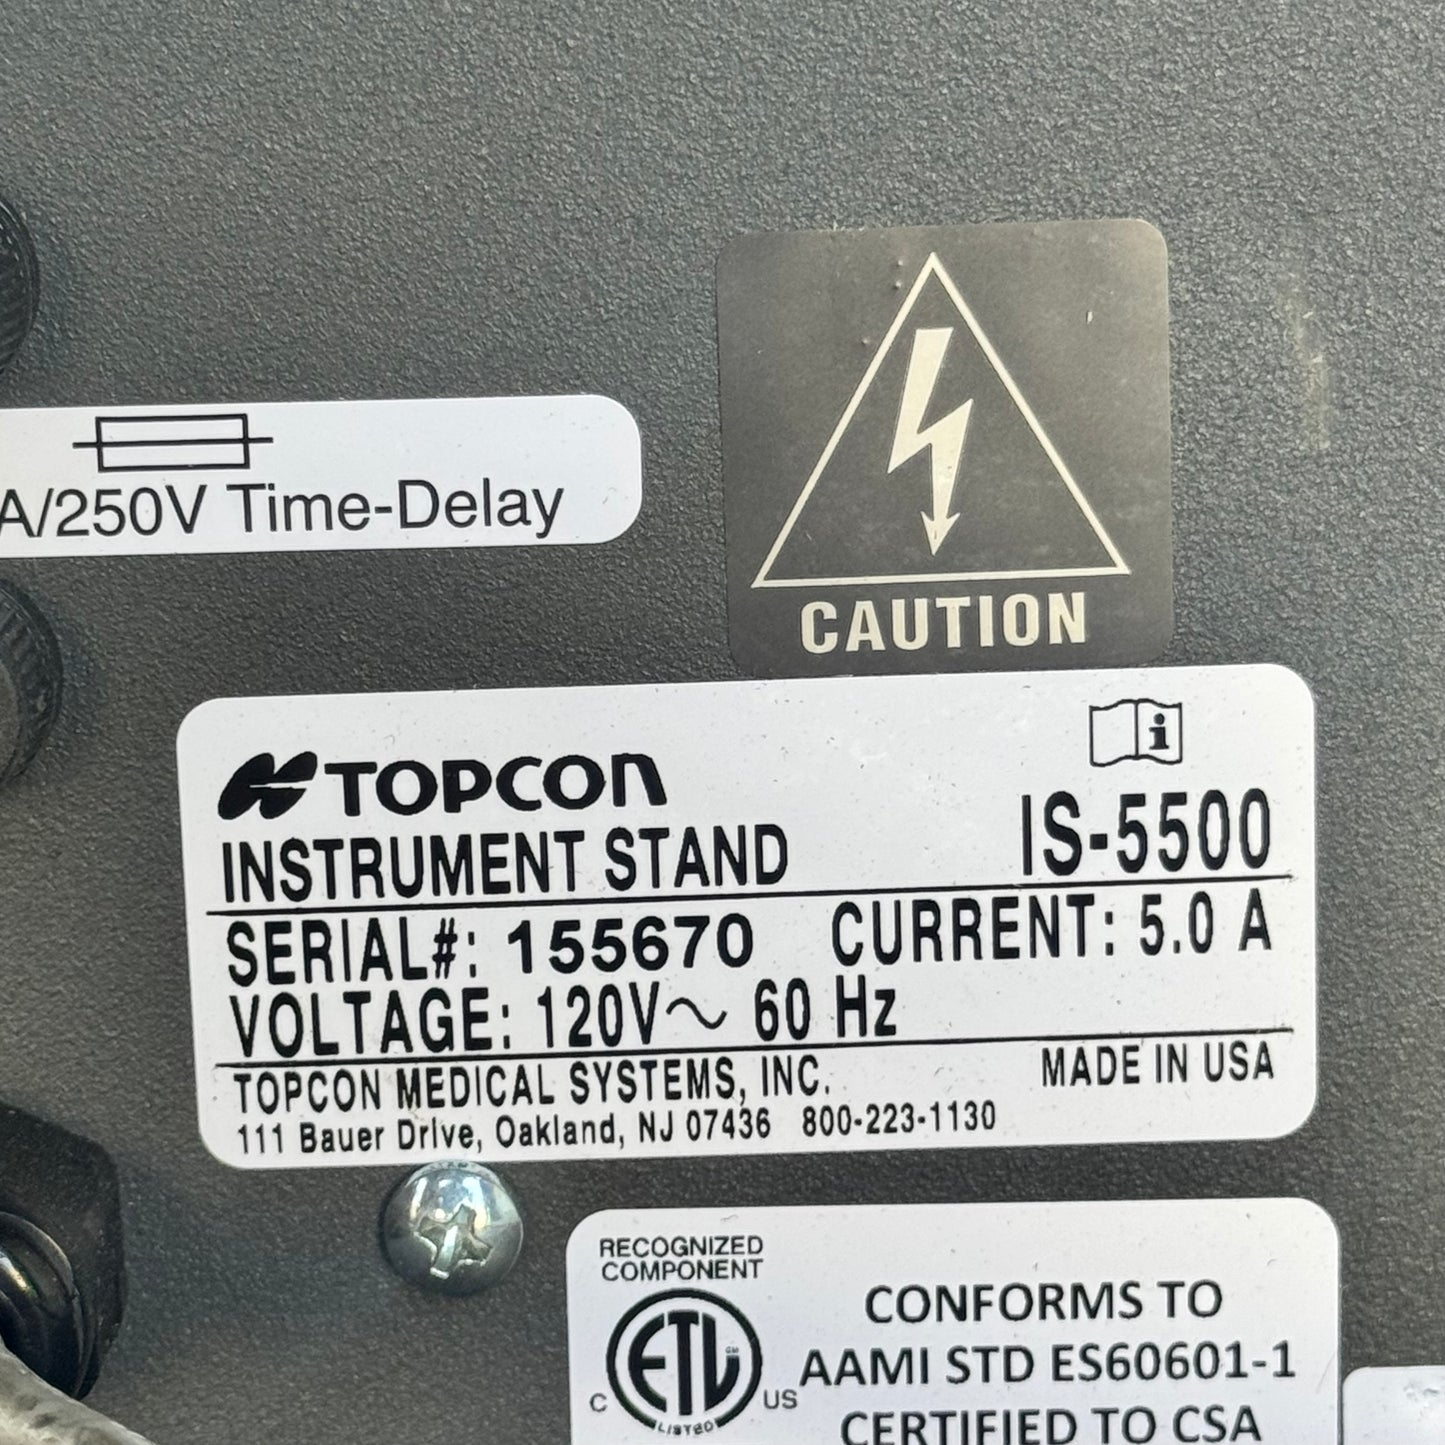 A/250V Time-Delay
CAUTION
TOPCON
i
INSTRUMENT STAND IS-5500
SERIAL#: 155670 CURRENT: 5.0 A
VOLTAGE: 120V~ 60 Hz
TOPCON MEDICAL SYSTEMS, INC. MADE IN USA
111 Bauer Drive, Oakland, NJ 07436 800-223-1130
RECOGNIZED
COMPONENT
ETL
CM
C US
LISTED
CONFORMS TO
AAMI STD ES60601-1
CERTIFIED TO CSA